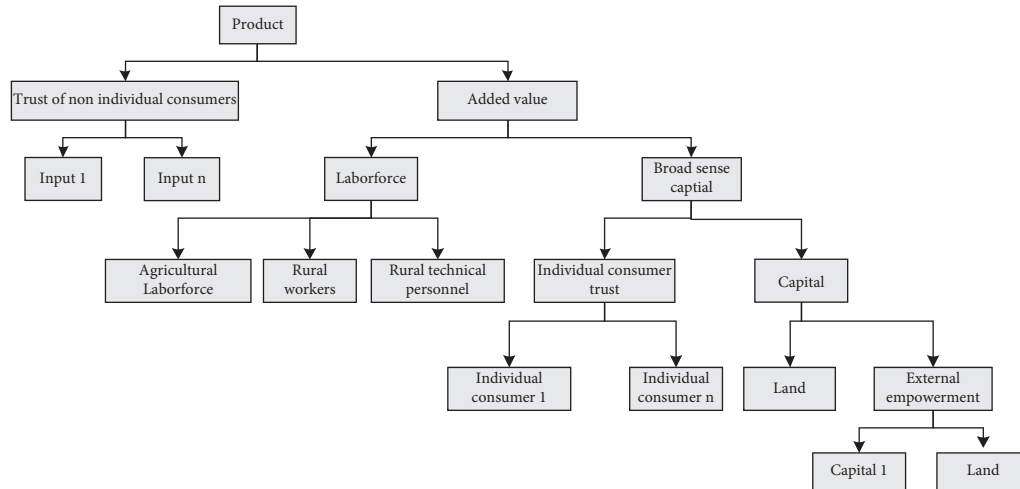 Product
Trust of non individual consumers
Added value
Input 1
Input n
Laborforce
Broad sense
captial
Agricultural
Laborforce
Rural
workers
Rural technical
personnel
Individual consumer
trust
Capital
Individual
consumer 1
Individual
consumer n
Land
External
empowerment
Capital 1
Land